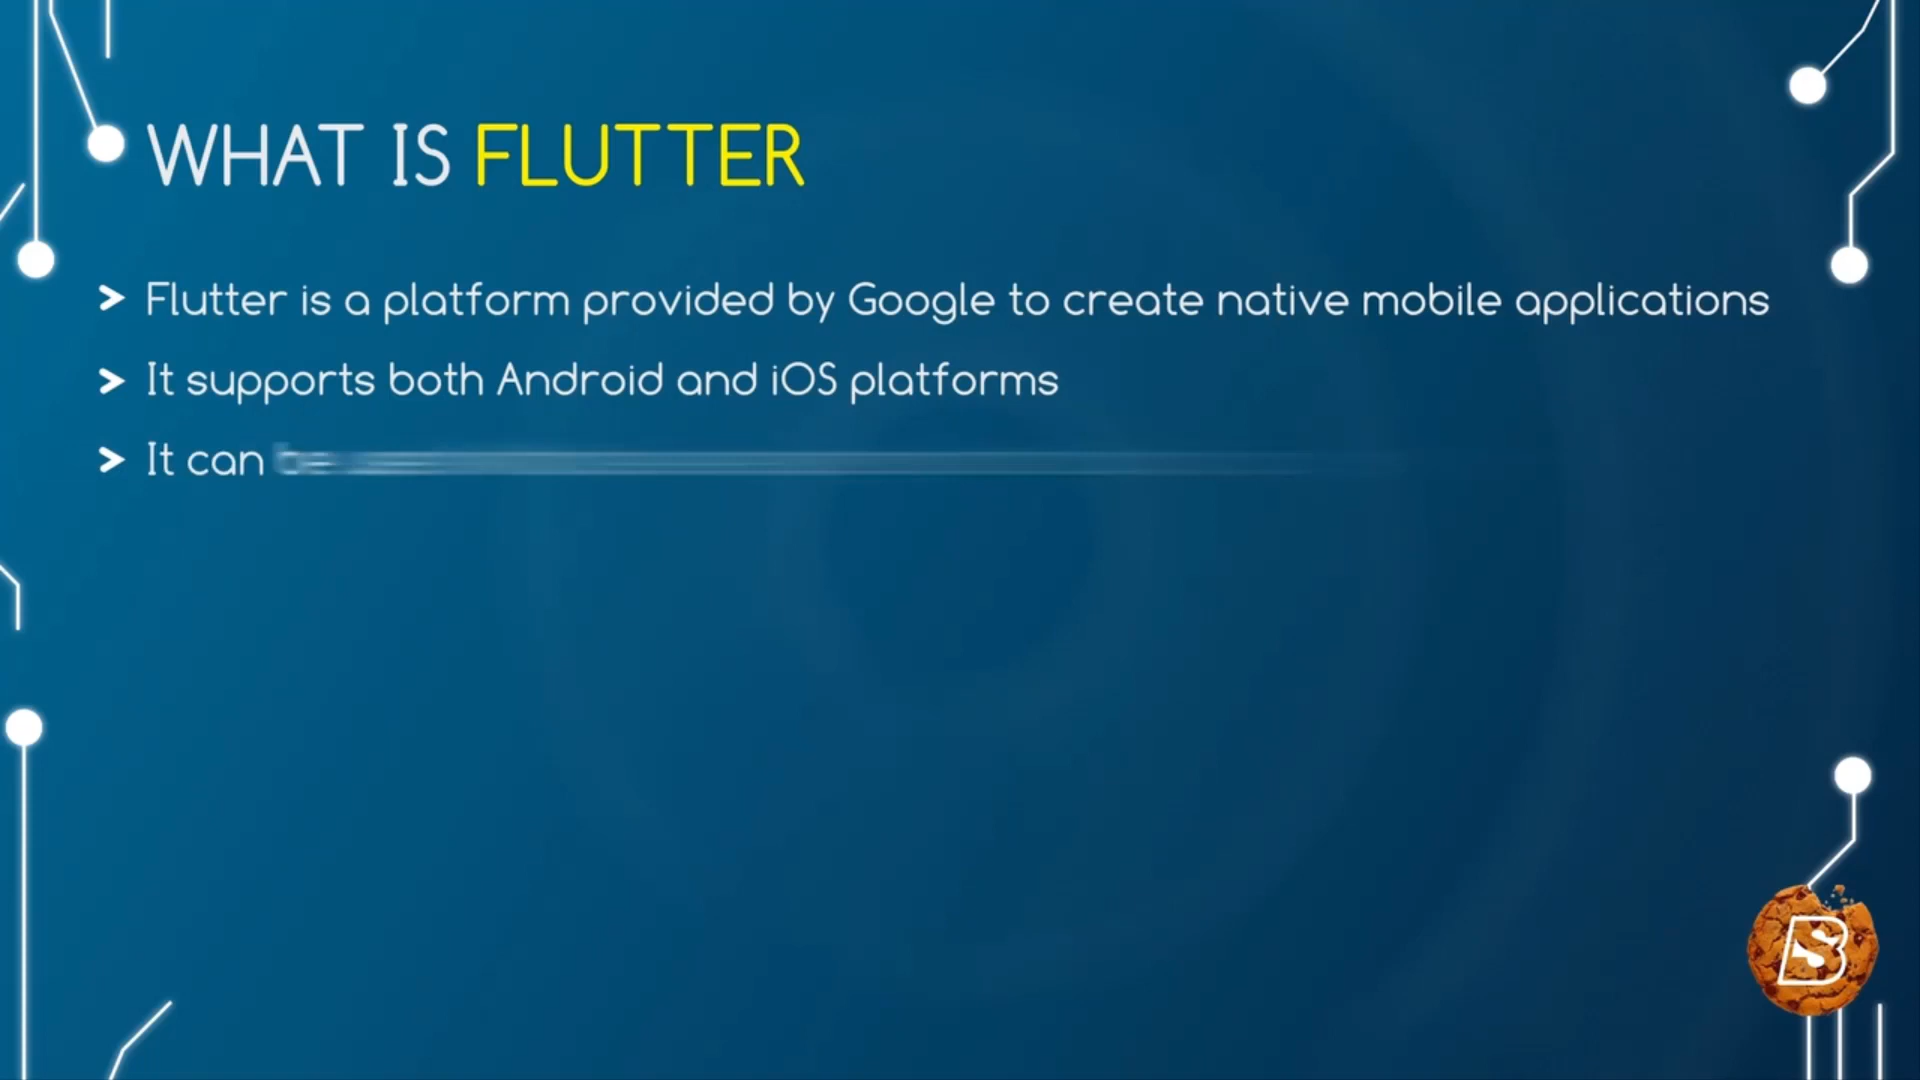 WHAT IS FLUTTER
Flutter is a platform provided by Google to create native mobile applications
It supports both Android and iOS platforms
It can be